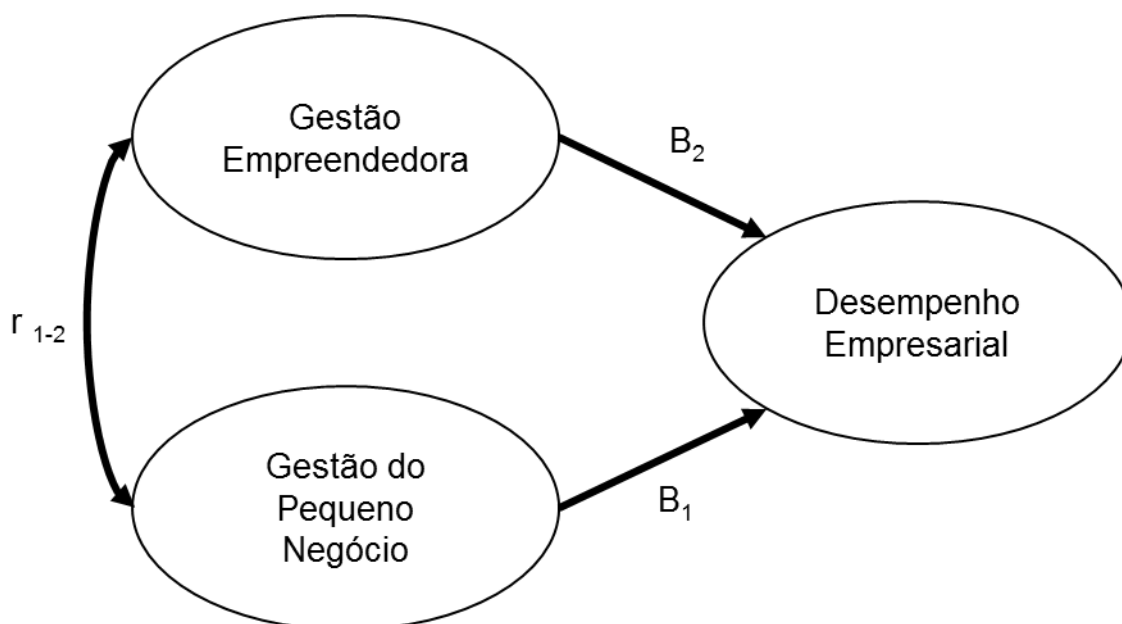 Gestão
Empreendedora
B₂
r ₁₋₂
Desempenho
Empresarial
Gestão do
Pequeno
Negócio
B₁